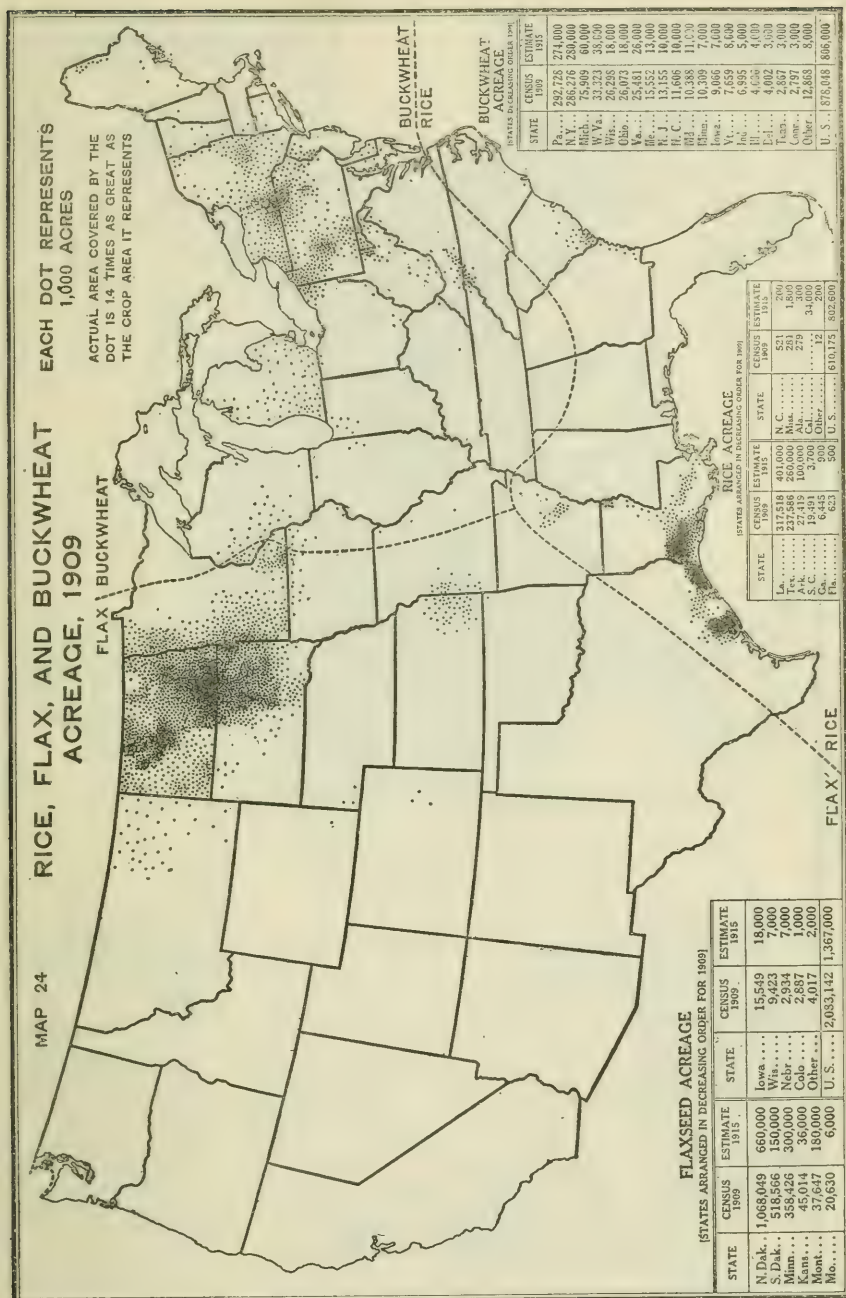 MAP 24
RICE, FLAX, AND BUCKWHEAT
ACREAGE, 1909
EACH DOT REPRESENTS
1,000 ACRES
ACTUAL AREA COVERED BY THE
DOT IS 14 TIMES AS GREAT AS
THE CROP AREA IT REPRESENTS
FLAX BUCKWHEAT
BUCKWHEAT
RICE
FLAX RICE
FLAXSEED ACREAGE
[STATES ARRANGED IN DECREASING ORDER FOR 1909]
STATE CENSUS 1909 ESTIMATE 1915 STATE CENSUS 1909 ESTIMATE 1915
N. Dak.. 1,068,049 660,000 Iowa.... 15,549 18,000
S. Dak.. 518,566 150,000 Wis..... 9,423 7,000
Minn... 358,426 300,000 Nebr.... 2,934 7,000
Kans.... 45,014 36,000 Colo.... 2,887 1,000
Mont... 37,647 180,000 Other... 4,017 2,000
Mo..... 20,630 6,000 U. S..... 2,083,142 1,367,000
RICE ACREAGE
[STATES ARRANGED IN DECREASING ORDER FOR 1909]
STATE CENSUS 1909 ESTIMATE 1915 STATE CENSUS 1909 ESTIMATE 1915
La....... 317,518 401,000 N. C..... 521 200
Tex...... 237,586 260,000 Miss...... 281 1,800
Ark...... 27,419 100,000 Ala....... 279 300
S. C...... 19,491 3,700 Cal....... ...... 34,000
Ga....... 6,445 900 Other..... 12 200
Fla....... 623 500 U. S....... 610,175 802,600
BUCKWHEAT
ACREAGE
STATE CENSUS 1909 ESTIMATE 1915
Pa.... 292,728 274,000
N.Y... 286,276 280,000
Mich.. 75,909 60,000
W. Va. 33,323 38,000
Wis... 26,298 18,000
Ohio.. 26,073 18,000
Va.... 25,481 26,000
Me.... 15,552 13,000
N. J... 13,155 10,000
N. C... 11,606 10,000
Md.... 10,388
Minn.. 10,309 7,000
Iowa.. 9,066 7,000
Vt..... 7,659 8,000
Ind.... 6,995 5,000
Ill..... 4,000
Del.... 4,002 3,000
Tenn.. 2,867 3,000
Conn.. 2,797 3,000
Other. 12,868 8,000
U. S... 878,048 806,000